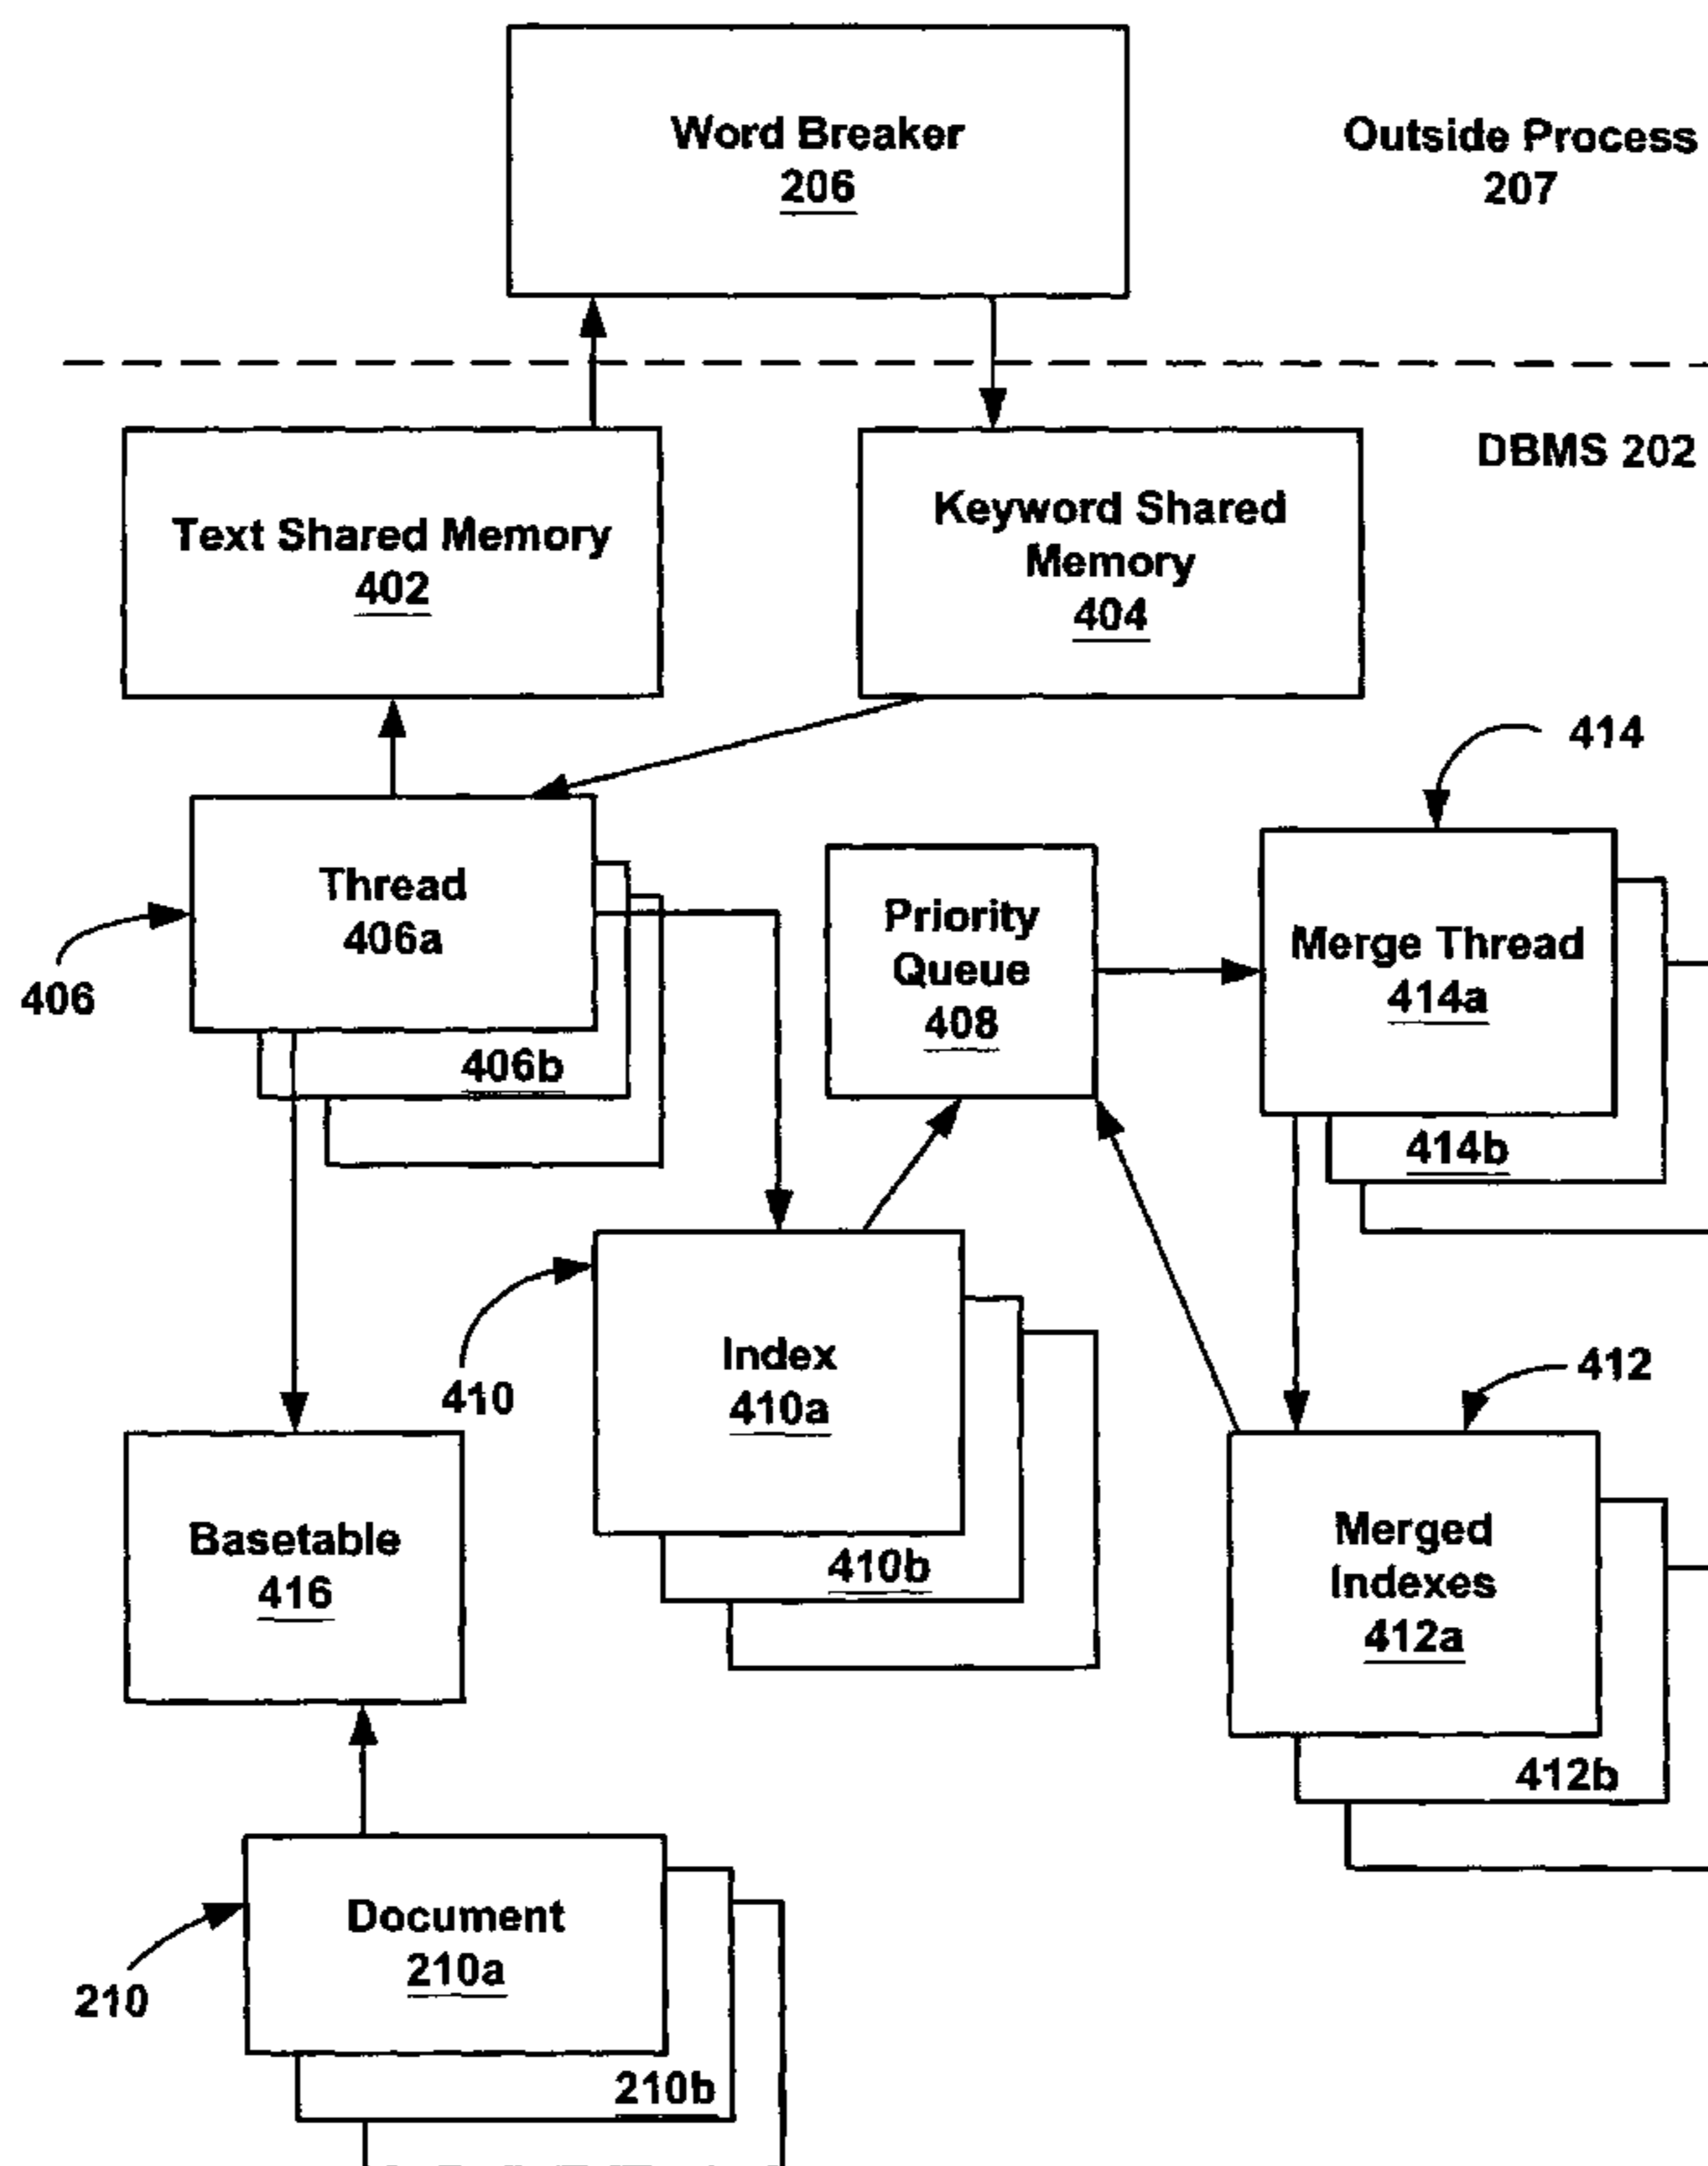 Word Breaker
206
Outside Process
207
DBMS 202
Text Shared Memory
402
Keyword Shared
Memory
404
414
Thread
406a
406
406b
Priority
Queue
408
Merge Thread
414a
414b
410
Index
410a
410b
412
Merged
Indexes
412a
412b
Basetable
416
Document
210a
210
210b